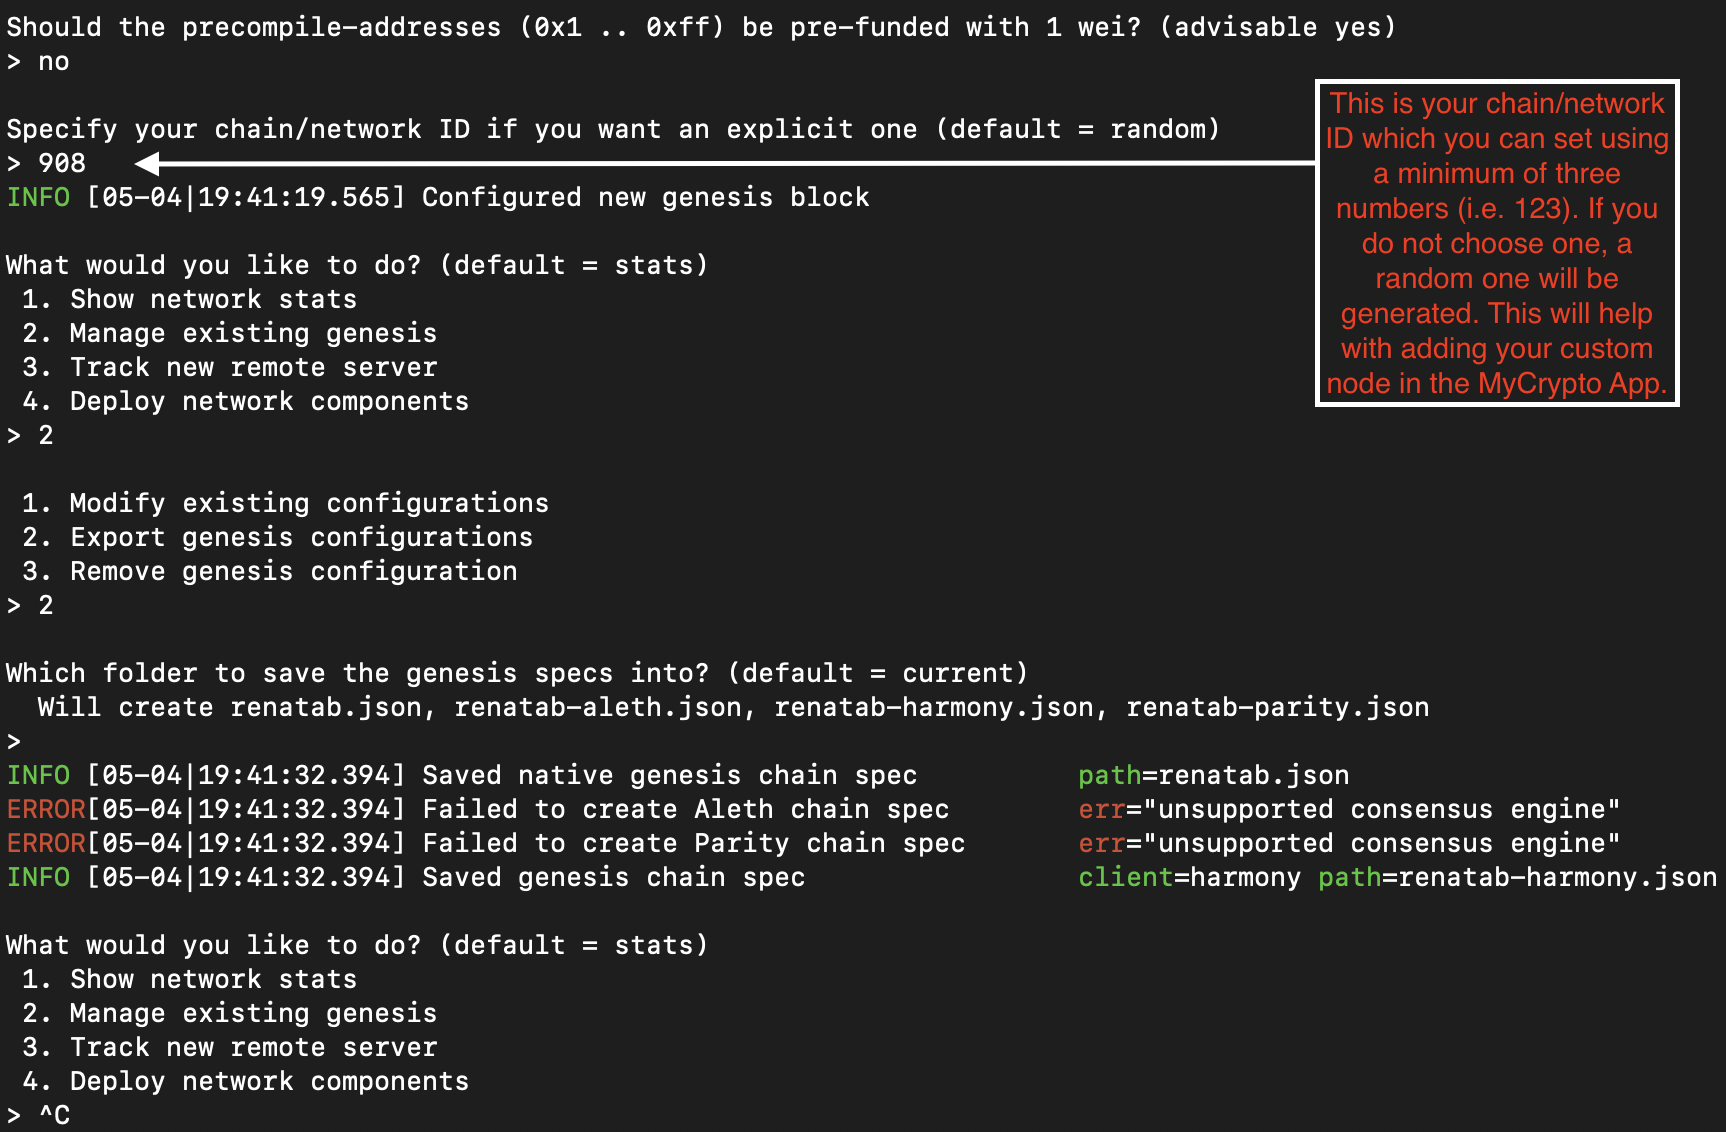 Should the precompile-addresses (0x1 .. 0xff) be pre-funded with 1 wei? (advisable yes)
> no
Specify your chain/network ID if you want an explicit one (default = random)
> 908
INFO [05-04|19:41:19.565] Configured new genesis block
This is your chain/network
ID which you can set using
a minimum of three
numbers (i.e. 123). If you
do not choose one, a
random one will be
generated. This will help
with adding your custom
node in the MyCrypto App.
What would you like to do? (default = stats)
1. Show network stats
2. Manage existing genesis
3. Track new remote server
4. Deploy network components
> 2
1. Modify existing configurations
2. Export genesis configurations
3. Remove genesis configuration
> 2
Which folder to save the genesis specs into? (default = current)
Will create renatab.json, renatab-aleth.json, renatab-harmony.json, renatab-parity.json
>
INFO [05-04|19:41:32.394] Saved native genesis chain spec path=renatab.json
ERROR[05-04|19:41:32.394] Failed to create Aleth chain spec err="unsupported consensus engine"
ERROR[05-04|19:41:32.394] Failed to create Parity chain spec err="unsupported consensus engine"
INFO [05-04|19:41:32.394] Saved genesis chain spec client=harmony path=renatab-harmony.json
What would you like to do? (default = stats)
1. Show network stats
2. Manage existing genesis
3. Track new remote server
4. Deploy network components
> ^C